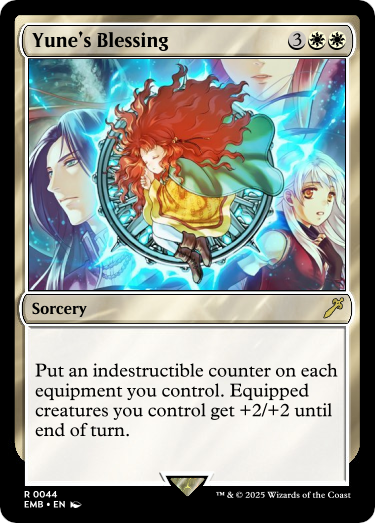 Yune's Blessing 3
Sorcery
Put an indestructible counter on each
equipment you control. Equipped
creatures you control get +2/+2 until
end of turn.
R 0044
EMB • EN
™ & © 2025 Wizards of the Coast